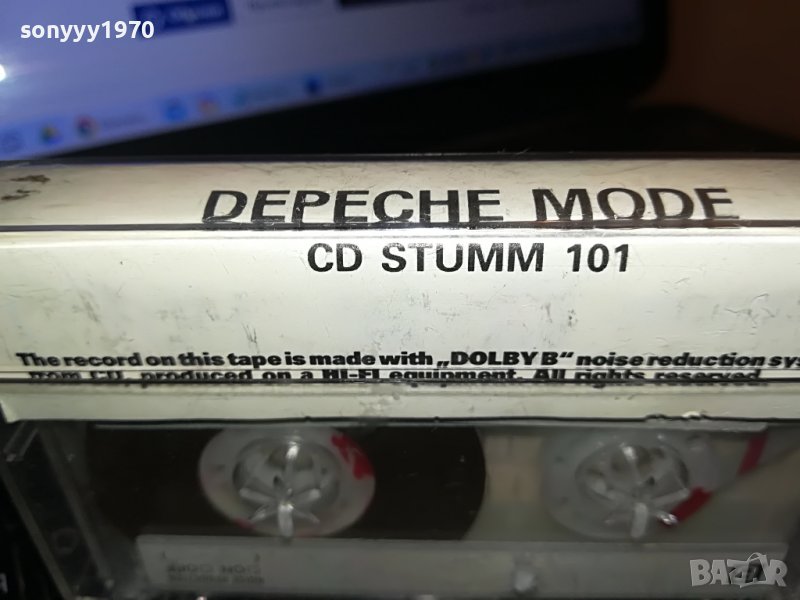 sonyyy1970
DEPECHE MODE
CD STUMM 101
The record on this tape is made with „DOLBY B“ noise reduction sys
from CD, produced on a HI-FI equipment. All rights reserved
BAZAR